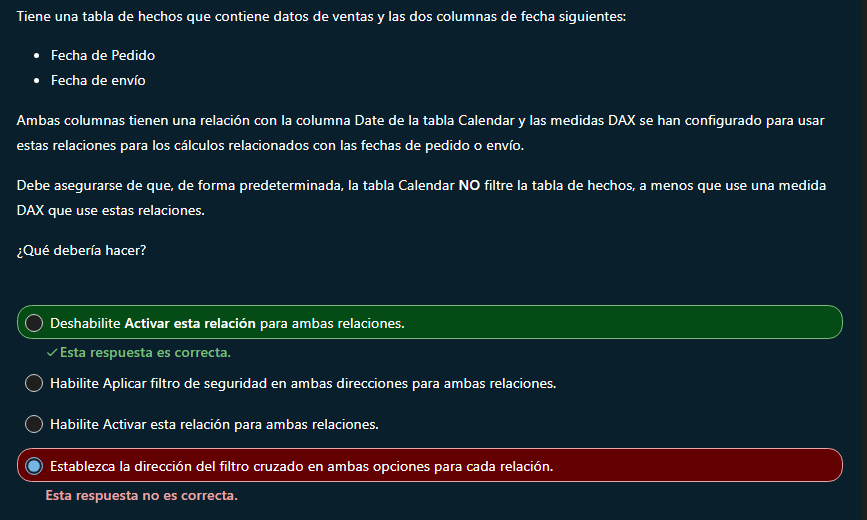 Tiene una tabla de hechos que contiene datos de ventas y las dos columnas de fecha siguientes:
• Fecha de Pedido
• Fecha de envío
Ambas columnas tienen una relación con la columna Date de la tabla Calendar y las medidas DAX se han configurado para usar
estas relaciones para los cálculos relacionados con las fechas de pedido o envío.
Debe asegurarse de que, de forma predeterminada, la tabla Calendar NO filtre la tabla de hechos, a menos que use una medida
DAX que use estas relaciones.
¿Qué debería hacer?
Deshabilite Activar esta relación para ambas relaciones.
✓Esta respuesta es correcta.
Habilite Aplicar filtro de seguridad en ambas direcciones para ambas relaciones.
Habilite Activar esta relación para ambas relaciones.
Establezca la dirección del filtro cruzado en ambas opciones para cada relación.
Esta respuesta no es correcta.